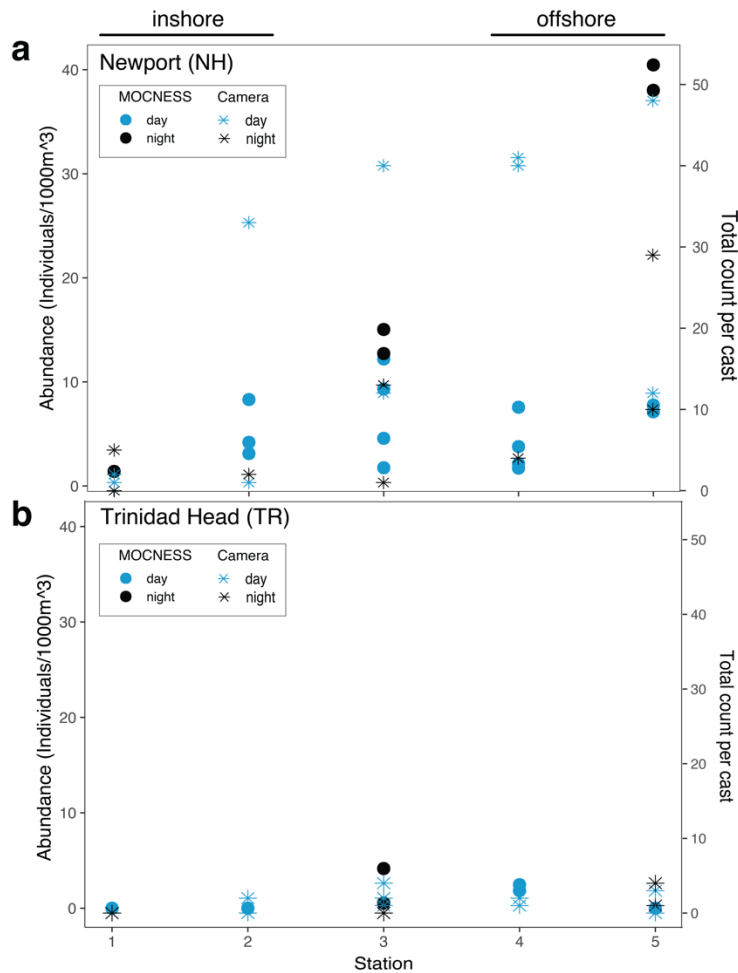 inshore offshore
a
Newport (NH)
MOCNESS Camera
day day
night night
40
30
20
10
0
Abundance (Individuals/1000m^3)
50
40
30
20
10
0
Total count per cast
b
Trinidad Head (TR)
MOCNESS Camera
day day
night night
40
30
20
10
0
Abundance (Individuals/1000m^3)
50
40
30
20
10
0
Total count per cast
1 2 3 4 5
Station